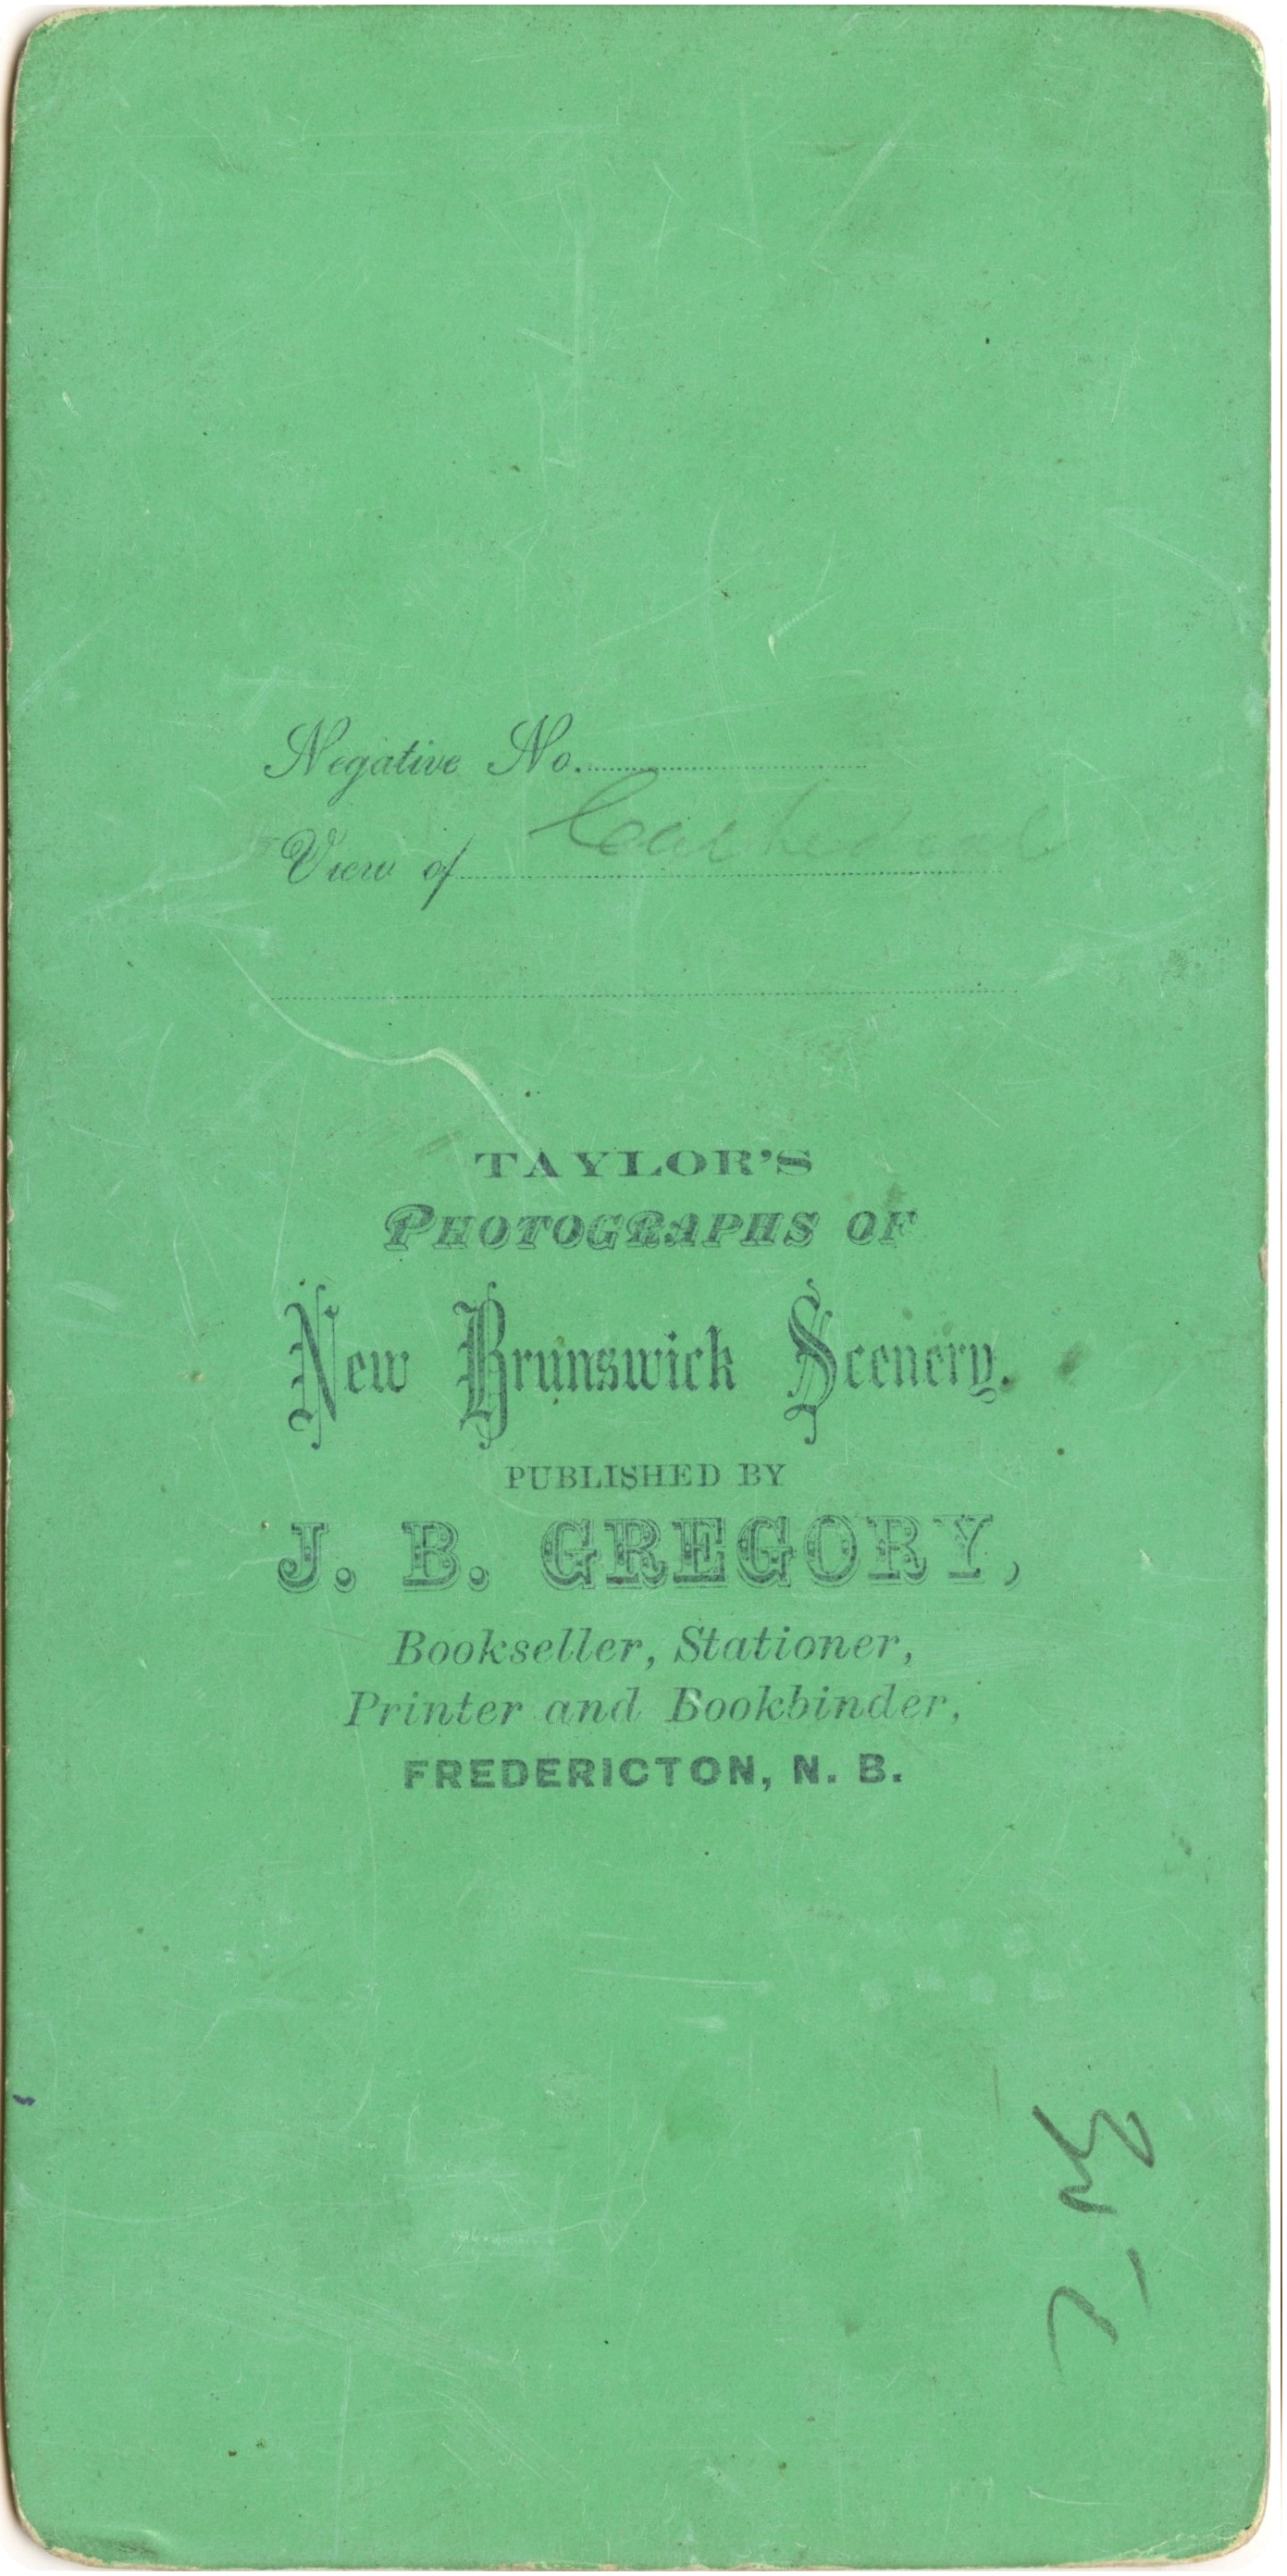 Negative No.
View of Cathedral
TAYLOR'S
PHOTOGRAPHS OF
New Brunswick Scenery.
PUBLISHED BY
J. B. GREGORY,
Bookseller, Stationer,
Printer and Bookbinder,
FREDERICTON, N. B.